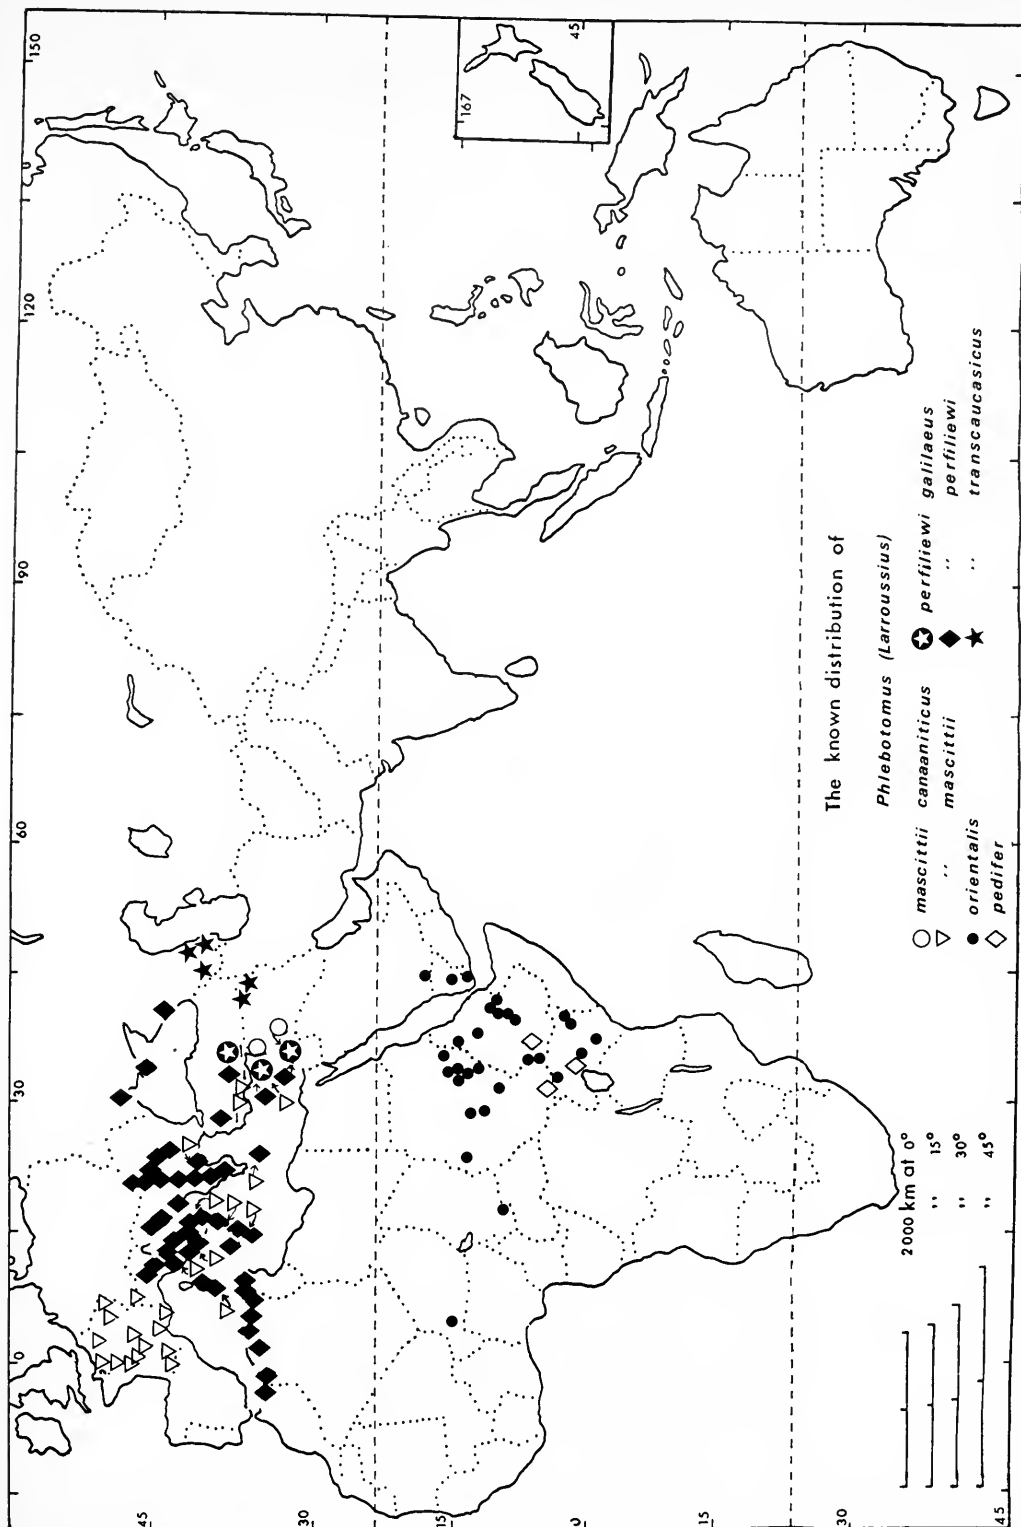 150
120
90
60
30
0
45
30
15
0
15
30
45
167
45
The known distribution of
Phlebotomus (Larroussius)
mascittii canaaniticus
,, mascittii
orientalis
pedifer
perfiliewi galilaeus
,, perfiliewi
,, transcaucasicus
2000 km at 0°
,, 15°
,, 30°
,, 45°